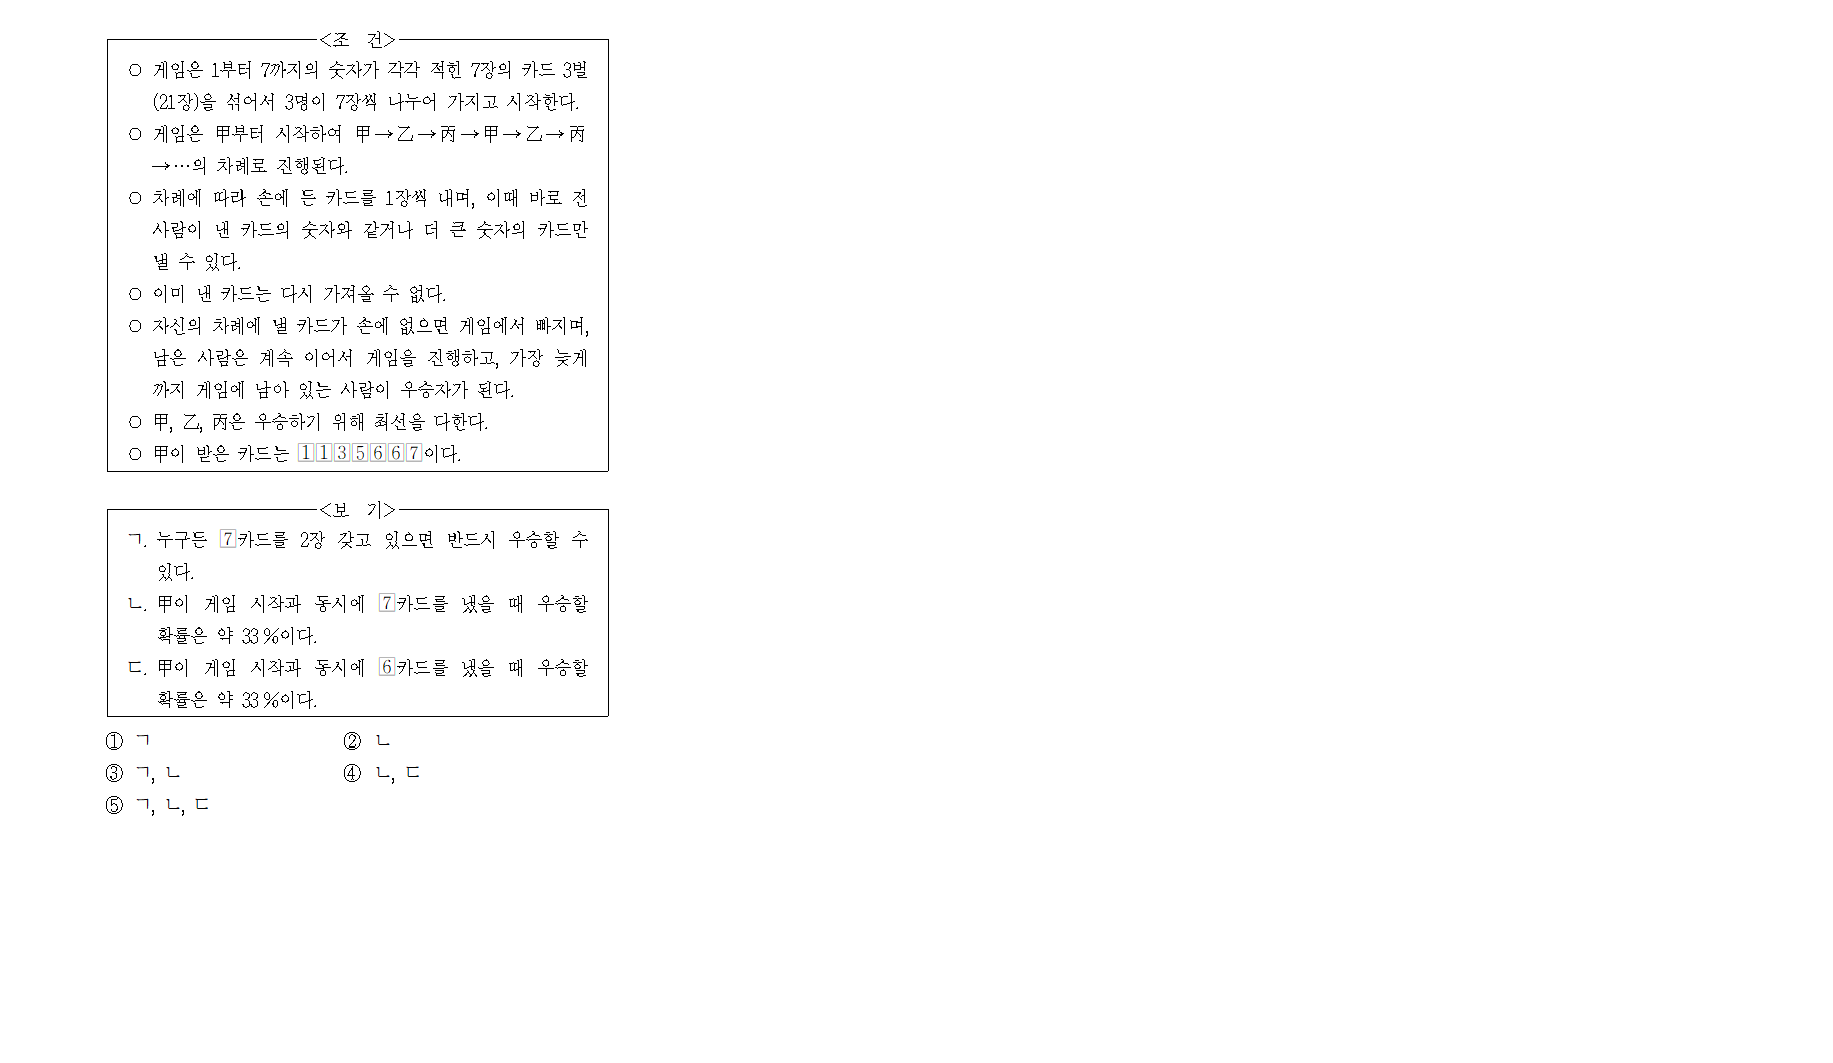 <조 건>
○ 게임은 1부터 7까지의 숫자가 각각 적힌 7장의 카드 3벌
(21장)을 섞어서 3명이 7장씩 나누어 가지고 시작한다.
○ 게임은 甲부터 시작하여 甲→乙→丙→甲→乙→丙
→…의 차례로 진행된다.
○ 차례에 따라 손에 든 카드를 1장씩 내며, 이때 바로 전
사람이 낸 카드의 숫자와 같거나 더 큰 숫자의 카드만
낼 수 있다.
○ 이미 낸 카드는 다시 가져올 수 없다.
○ 자신의 차례에 낼 카드가 손에 없으면 게임에서 빠지며,
남은 사람은 계속 이어서 게임을 진행하고, 가장 늦게
까지 게임에 남아 있는 사람이 우승자가 된다.
○ 甲, 乙, 丙은 우승하기 위해 최선을 다한다.
○ 甲이 받은 카드는 1 1 3 5 6 6 7이다.
<보 기>
ㄱ. 누구든 7카드를 2장 갖고 있으면 반드시 우승할 수
있다.
ㄴ. 甲이 게임 시작과 동시에 7카드를 냈을 때 우승할
확률은 약 33%이다.
ㄷ. 甲이 게임 시작과 동시에 6카드를 냈을 때 우승할
확률은 약 33%이다.
① ㄱ ② ㄴ
③ ㄱ, ㄴ ④ ㄴ, ㄷ
⑤ ㄱ, ㄴ, ㄷ